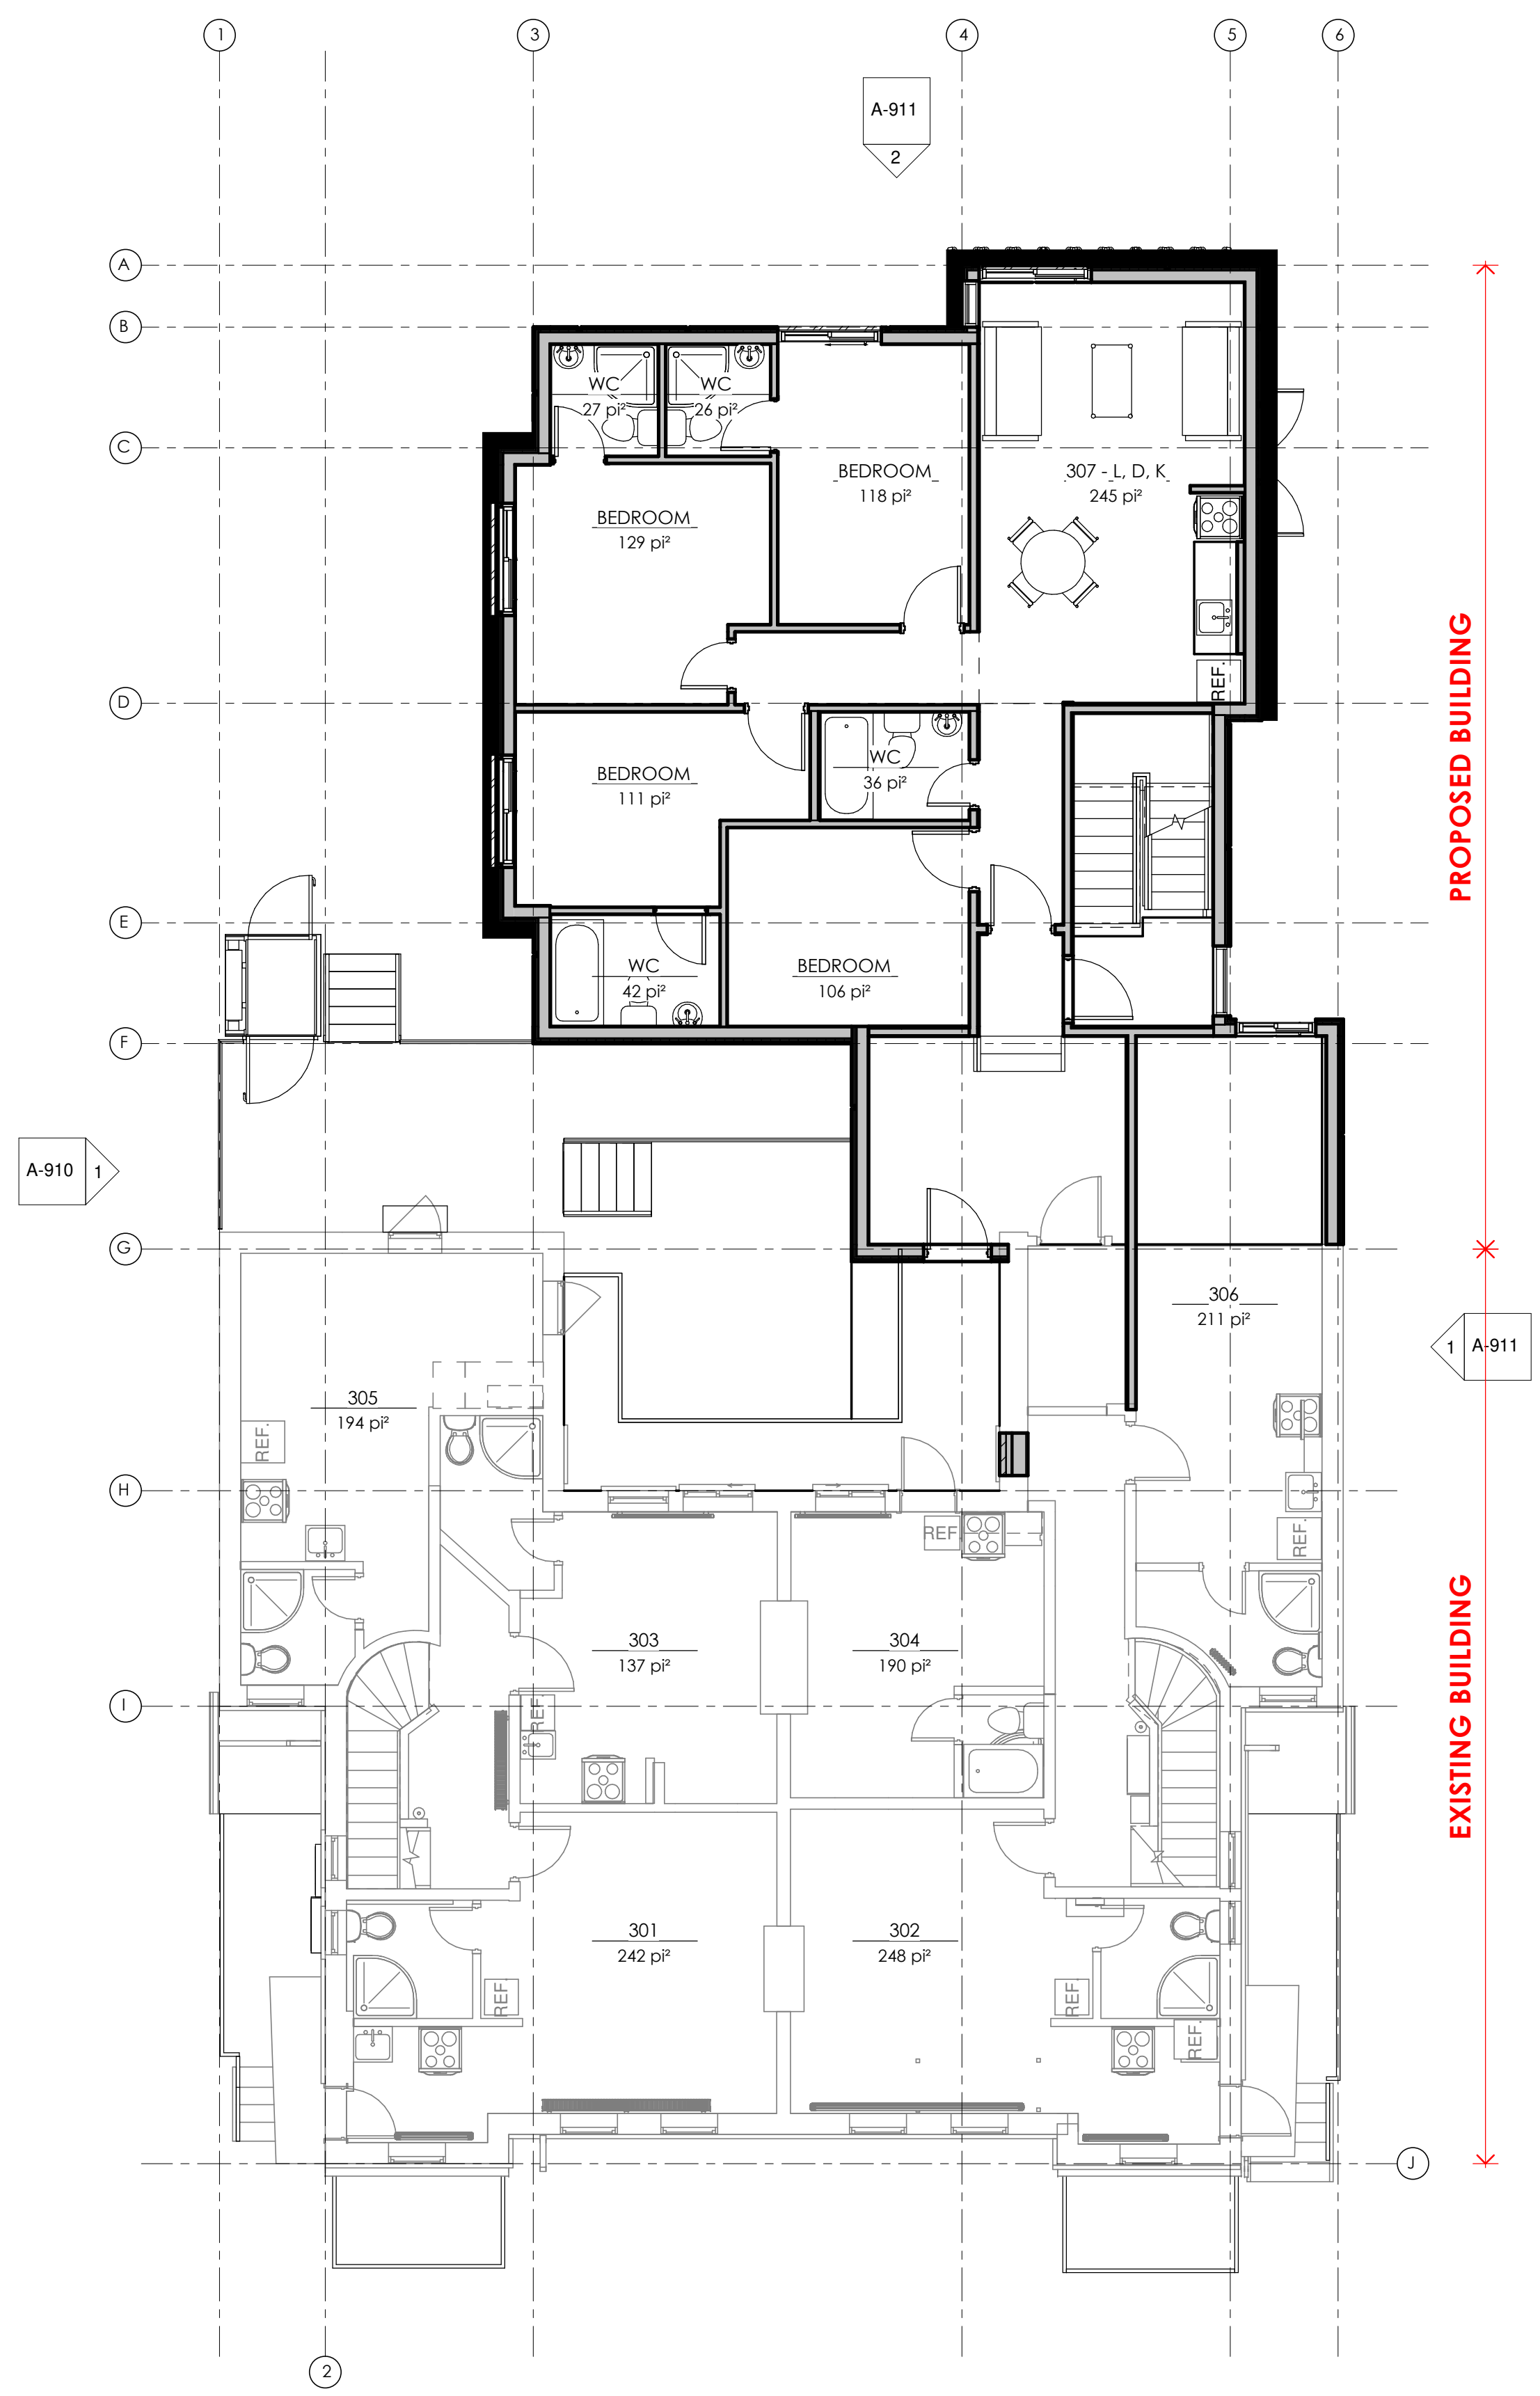 1
3
4
5
6
A-911
2
A
B
WC
27 pi²
WC
26 pi²
C
BEDROOM
118 pi²
307 - L, D, K
245 pi²
BEDROOM
129 pi²
REF.
D
PROPOSED BUILDING
BEDROOM
111 pi²
WC
36 pi²
E
WC
42 pi²
BEDROOM
106 pi²
F
A-910
1
G
306
211 pi²
1
A-911
305
194 pi²
REF.
H
REF
REF.
303
137 pi²
304
190 pi²
EXISTING BUILDING
I
REF.
301
242 pi²
302
248 pi²
REF.
REF.
REF.
J
2